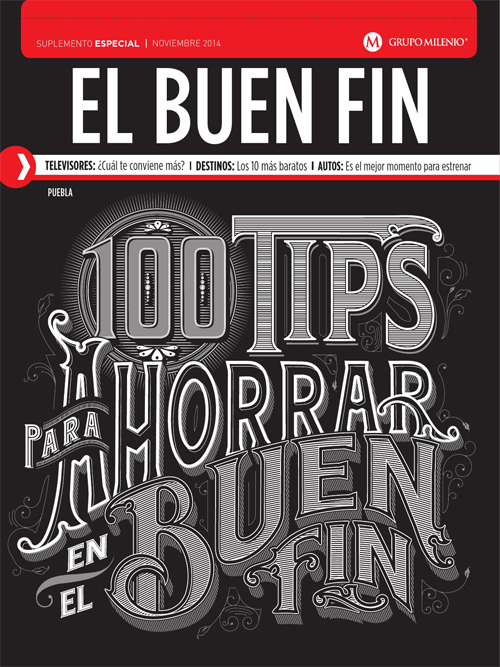 SUPLEMENTO ESPECIAL | NOVIEMBRE 2014
M GRUPO MILENIO®
EL BUEN FIN
TELEVISORES: ¿Cuál te conviene más? I DESTINOS: Los 10 más baratos I AUTOS: Es el mejor momento para estrenar
PUEBLA
100 TIPS
PARA AHORRAR
EN EL BUEN FIN